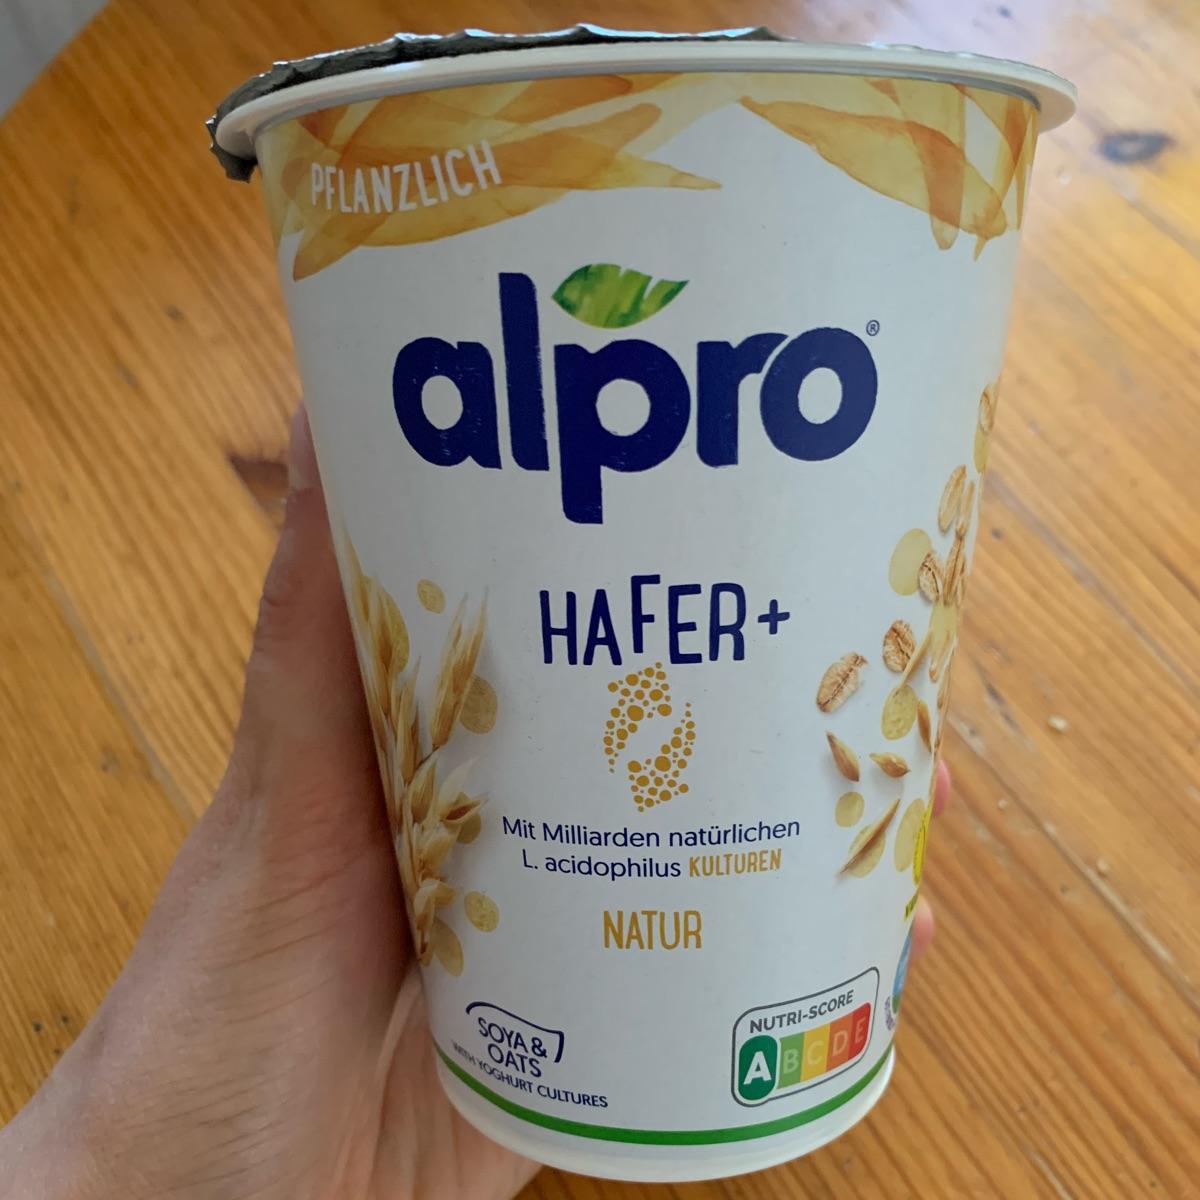 PFLANZLICH
alpro®
HAFER+
Mit Milliarden natürlichen
L. acidophilus KULTUREN
NATUR
SOYA &
OATS
WITH YOGHURT CULTURES
NUTRI-SCORE
A B C D E